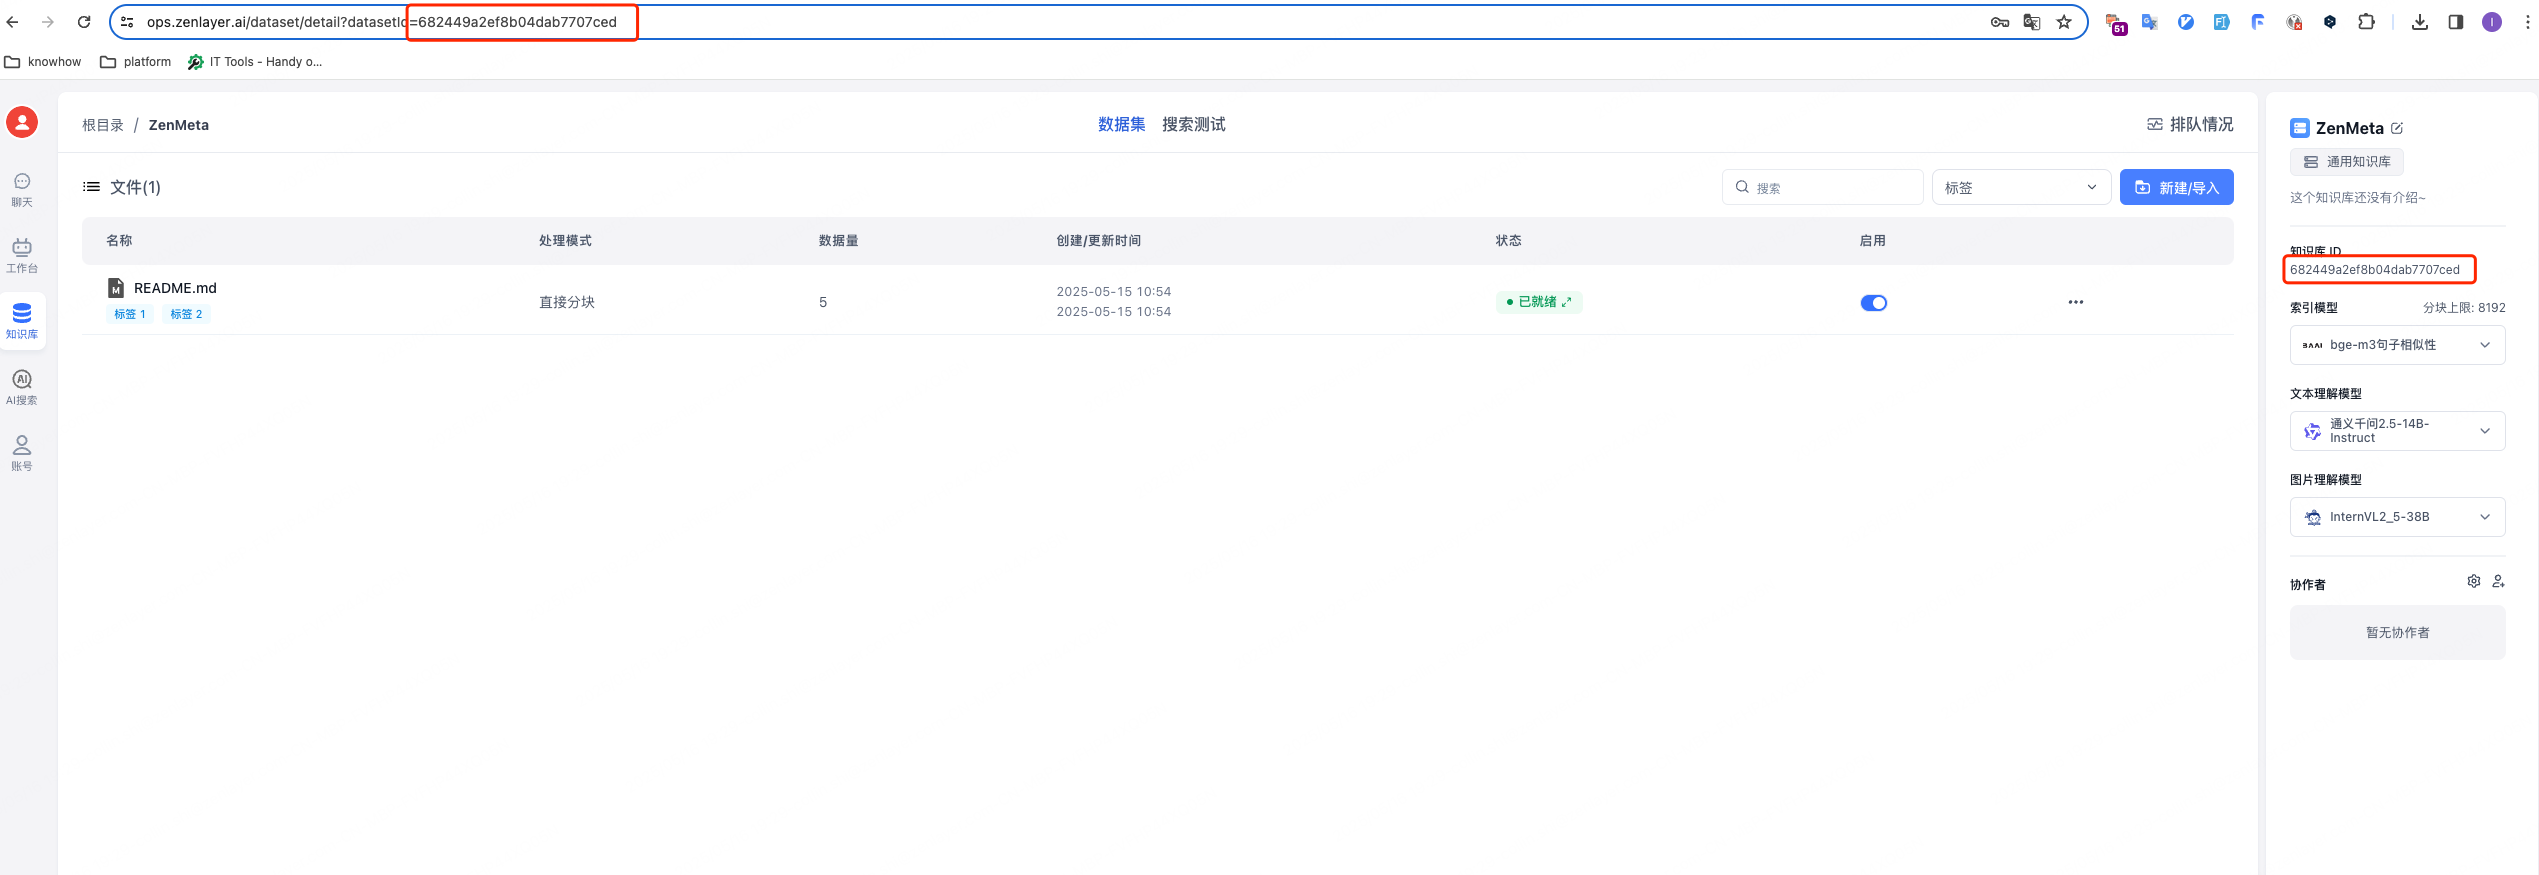 ops.zenlayer.ai/dataset/detail?datasetId=682449a2ef8b04dab7707ced
51
I
knowhow
platform
IT Tools - Handy o...
根目录 / ZenMeta
数据集
搜索测试
排队情况
聊天
工作台
知识库
AI搜索
账号
文件(1)
搜索
标签
新建/导入
名称
处理模式
数据量
创建/更新时间
状态
启用
README.md
标签 1
标签 2
直接分块
5
2025-05-15 10:54
2025-05-15 10:54
已就绪
ZenMeta
通用知识库
这个知识库还没有介绍~
知识库 ID
682449a2ef8b04dab7707ced
索引模型
分块上限: 8192
BAAI
bge-m3句子相似性
文本理解模型
通义千问2.5-14B-
Instruct
图片理解模型
InternVL2_5-38B
协作者
暂无协作者